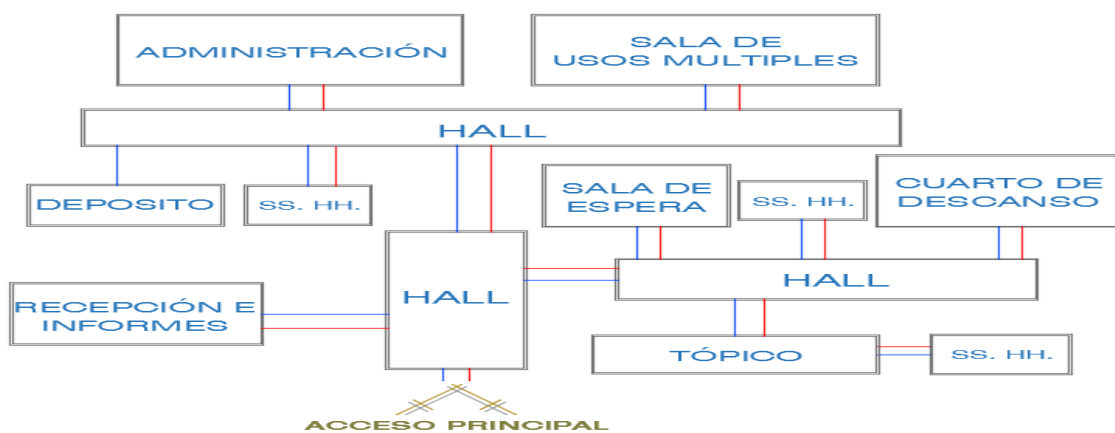 ADMINISTRACIÓN
SALA DE
USOS MULTIPLES
HALL
DEPOSITO
SS. HH.
SALA DE
ESPERA
SS. HH.
CUARTO DE
DESCANSO
HALL
HALL
RECEPCIÓN E
INFORMES
TÓPICO
SS. HH.
ACCESO PRINCIPAL